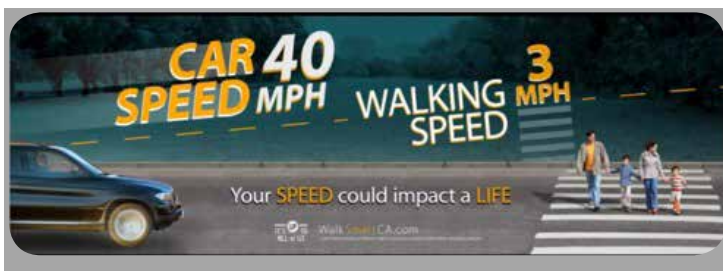 CAR 40
SPEED MPH
WALKING
SPEED
3
MPH
Your SPEED could impact a LIFE
WalkSmartCA.com